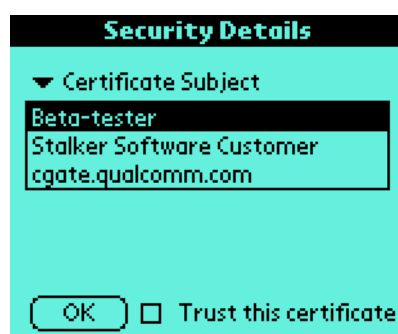 Security Details
Certificate Subject
Beta-tester
Stalker Software Customer
cgate.qualcomm.com
OK Trust this certificate